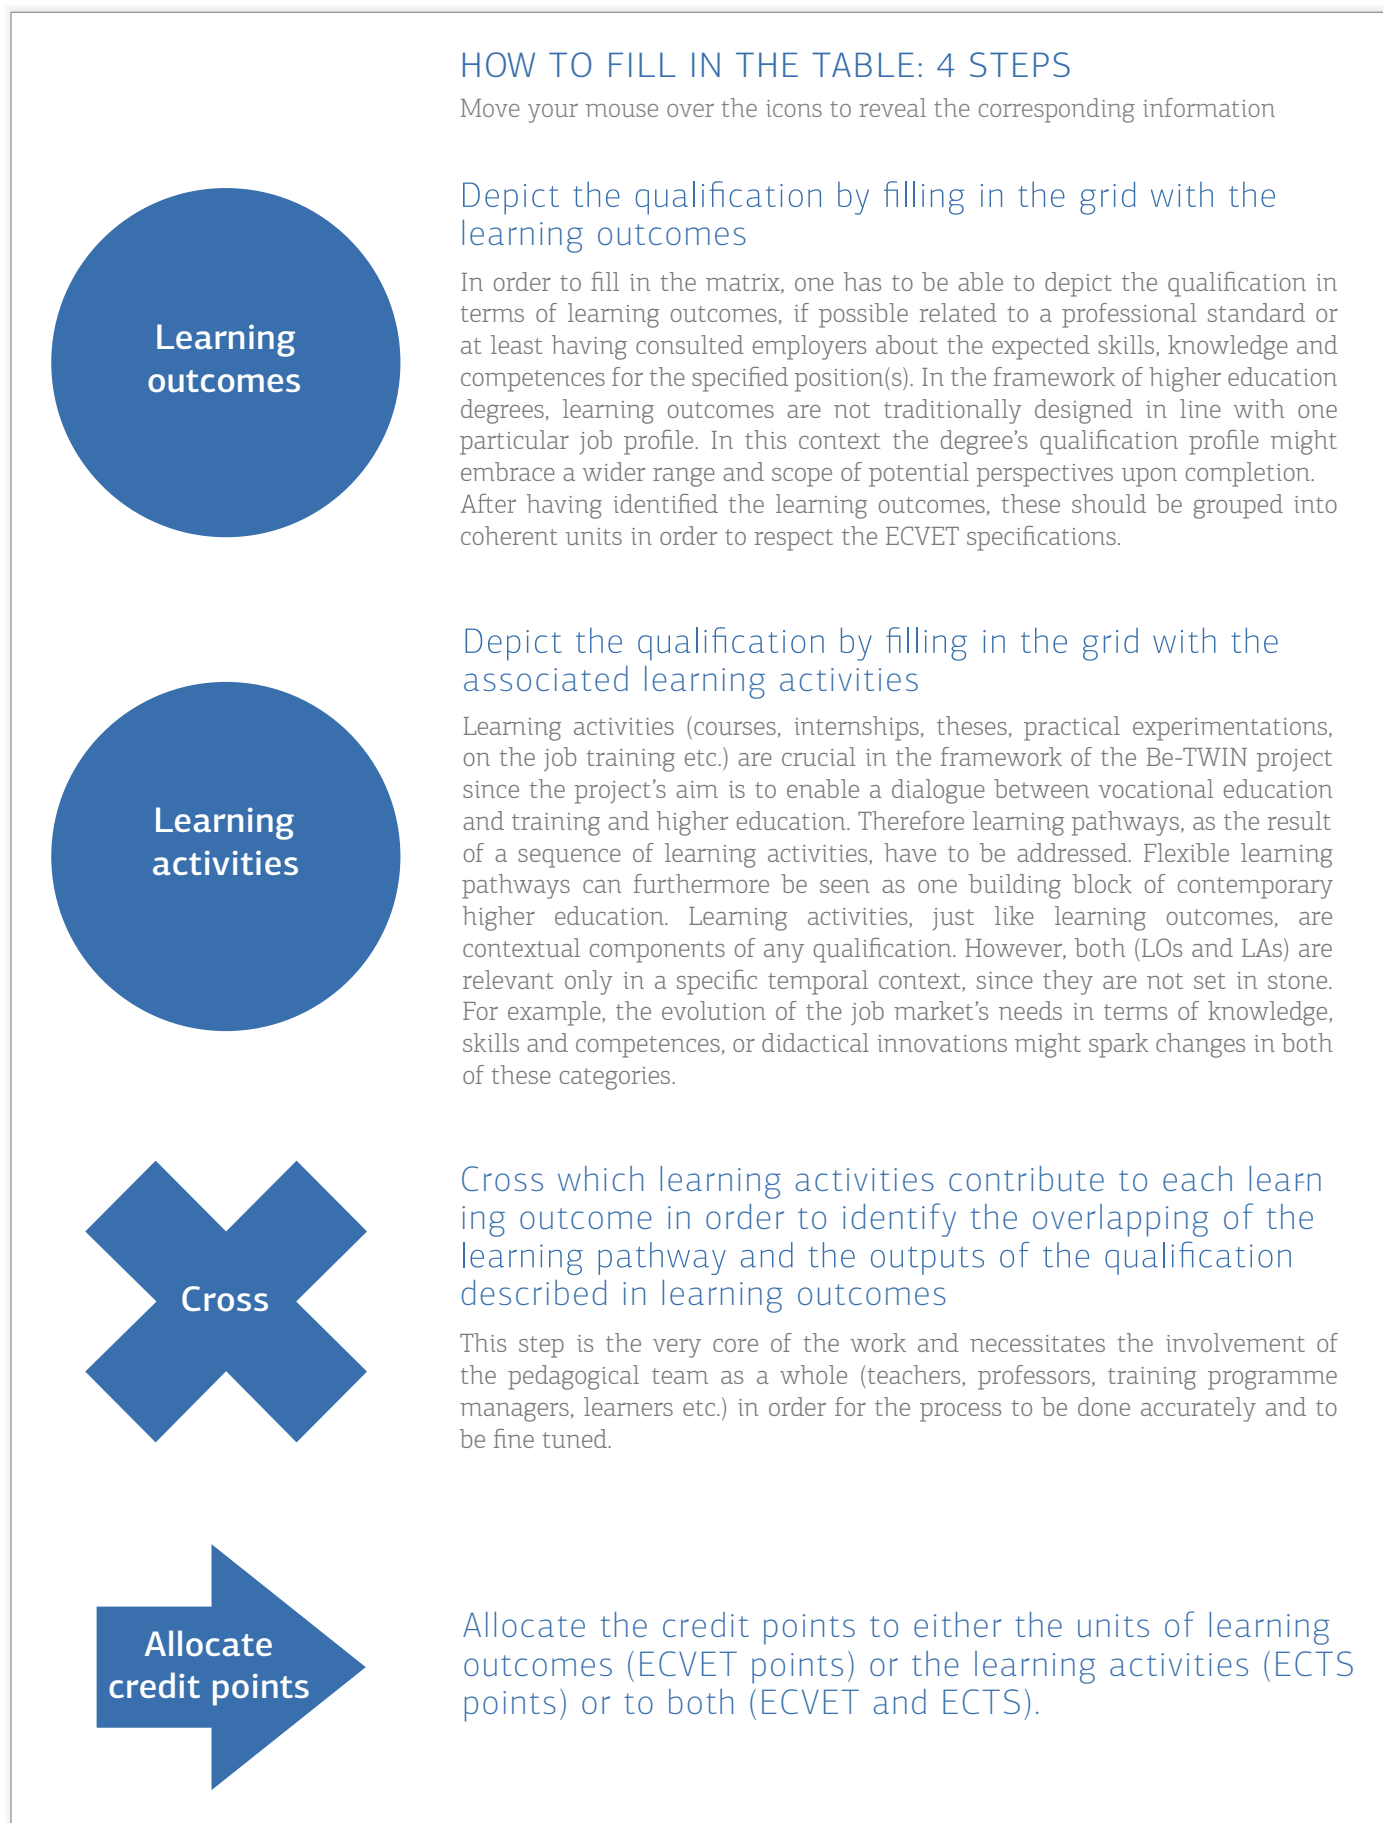 HOW TO FILL IN THE TABLE: 4 STEPS
Move your mouse over the icons to reveal the corresponding information
Learning
outcomes
Depict the qualification by filling in the grid with the
learning outcomes
In order to fill in the matrix, one has to be able to depict the qualification in
terms of learning outcomes, if possible related to a professional standard or
at least having consulted employers about the expected skills, knowledge and
competences for the specified position(s). In the framework of higher education
degrees, learning outcomes are not traditionally designed in line with one
particular job profile. In this context the degree's qualification profile might
embrace a wider range and scope of potential perspectives upon completion.
After having identified the learning outcomes, these should be grouped into
coherent units in order to respect the ECVET specifications.
Learning
activities
Depict the qualification by filling in the grid with the
associated learning activities
Learning activities (courses, internships, theses, practical experimentations,
on the job training etc.) are crucial in the framework of the Be-TWIN project
since the project's aim is to enable a dialogue between vocational education
and training and higher education. Therefore learning pathways, as the result
of a sequence of learning activities, have to be addressed. Flexible learning
pathways can furthermore be seen as one building block of contemporary
higher education. Learning activities, just like learning outcomes, are
contextual components of any qualification. However, both (LOs and LAs) are
relevant only in a specific temporal context, since they are not set in stone.
For example, the evolution of the job market's needs in terms of knowledge,
skills and competences, or didactical innovations might spark changes in both
of these categories.
Cross
Cross which learning activities contribute to each learn
ing outcome in order to identify the overlapping of the
learning pathway and the outputs of the qualification
described in learning outcomes
This step is the very core of the work and necessitates the involvement of
the pedagogical team as a whole (teachers, professors, training programme
managers, learners etc.) in order for the process to be done accurately and to
be fine tuned.
Allocate
credit points
Allocate the credit points to either the units of learning
outcomes (ECVET points) or the learning activities (ECTS
points) or to both (ECVET and ECTS).